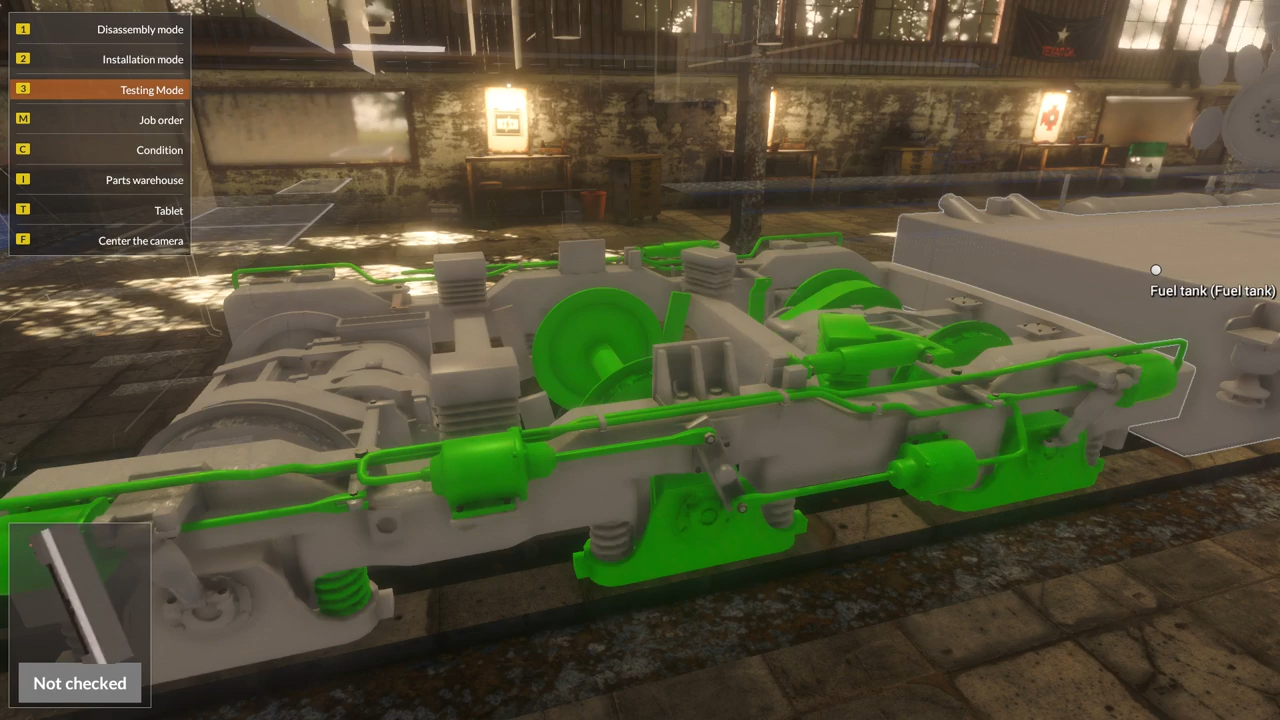 1 Disassembly mode
2 Installation mode
3 Testing Mode
M Job order
C Condition
I Parts warehouse
T Tablet
F Center the camera
Fuel tank (Fuel tank)
Not checked